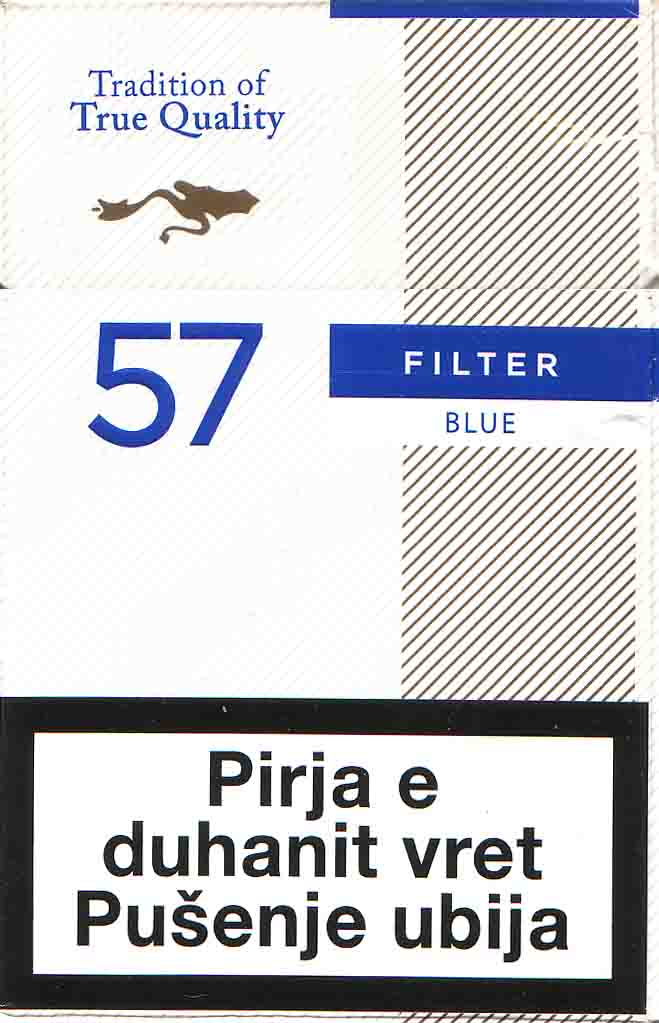 Tradition of
True Quality
57
FILTER
BLUE
Pirja e
duhanit vret
Pušenje ubija